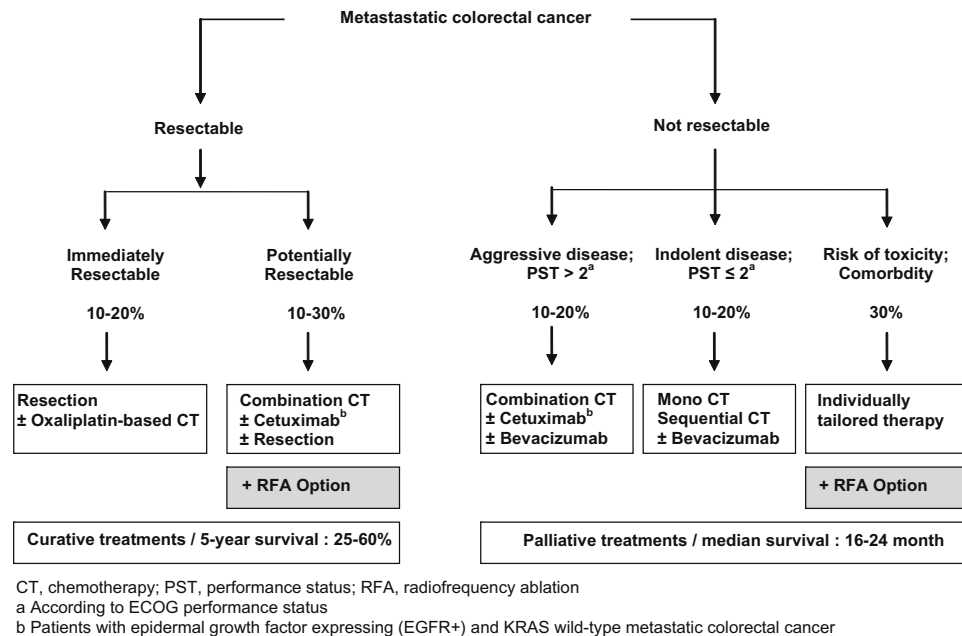 Metastastatic colorectal cancer
Resectable
Not resectable
Immediately
Resectable
10-20%
Potentially
Resectable
10-30%
Aggressive disease;
PST > 2ᵃ
10-20%
Indolent disease;
PST ≤ 2ᵃ
10-20%
Risk of toxicity;
Comorbdity
30%
Resection
± Oxaliplatin-based CT
Combination CT
± Cetuximabᵇ
± Resection
Combination CT
± Cetuximabᵇ
± Bevacizumab
Mono CT
Sequential CT
± Bevacizumab
Individually
tailored therapy
+ RFA Option
+ RFA Option
Curative treatments / 5-year survival : 25-60%
Palliative treatments / median survival : 16-24 month
CT, chemotherapy; PST, performance status; RFA, radiofrequency ablation
a According to ECOG performance status
b Patients with epidermal growth factor expressing (EGFR+) and KRAS wild-type metastatic colorectal cancer